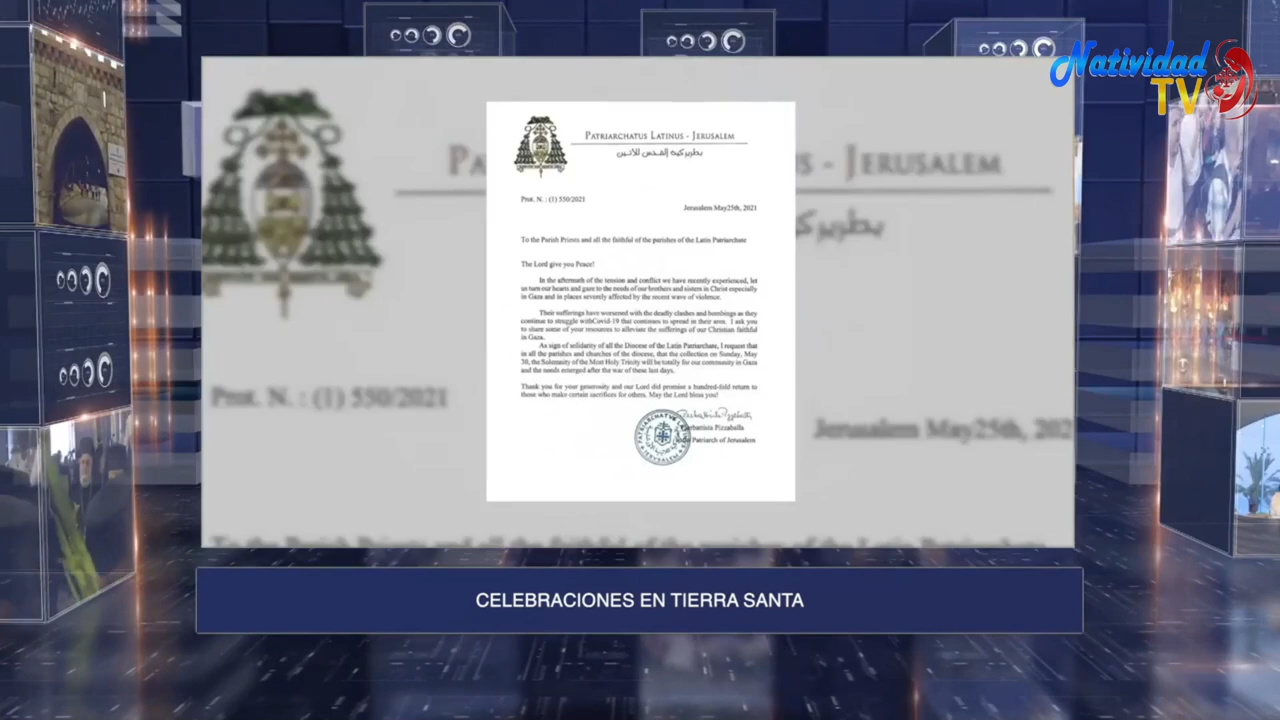 Natividad
TV
PATRIARCHATUS LATINUS - JERUSALEM
بطريركية القدس للاتين
Prot. N. : (1) 550/2021
Jerusalem May25th, 2021
To the Parish Priests and all the faithful of the parishes of the Latin Patriarchate
The Lord give you Peace!
In the aftermath of the tension and conflict we have recently experienced, let
us turn our hearts and gaze to the needs of our brothers and sisters in Christ especially
in Gaza and in places severely affected by the recent wave of violence.
Their sufferings have worsened with the deadly clashes and bombings as they
continue to struggle withCovid-19 that continues to spread in their area. I ask you
to share some of your resources to alleviate the sufferings of our Christian faithful
in Gaza.
As sign of solidarity of all the Diocese of the Latin Patriarchate, I request that
in all the parishes and churches of the diocese, that the collection on Sunday, May
30, the Solemnity of the Most Holy Trinity will be totally for our community in Gaza
and the needs emerged after the war of these last days.
Thank you for your generosity and our Lord did promise a hundred-fold return to
those who make certain sacrifices for others. May the Lord bless you!
Pierbattista Pizzaballa
Latin Patriarch of Jerusalem
CELEBRACIONES EN TIERRA SANTA